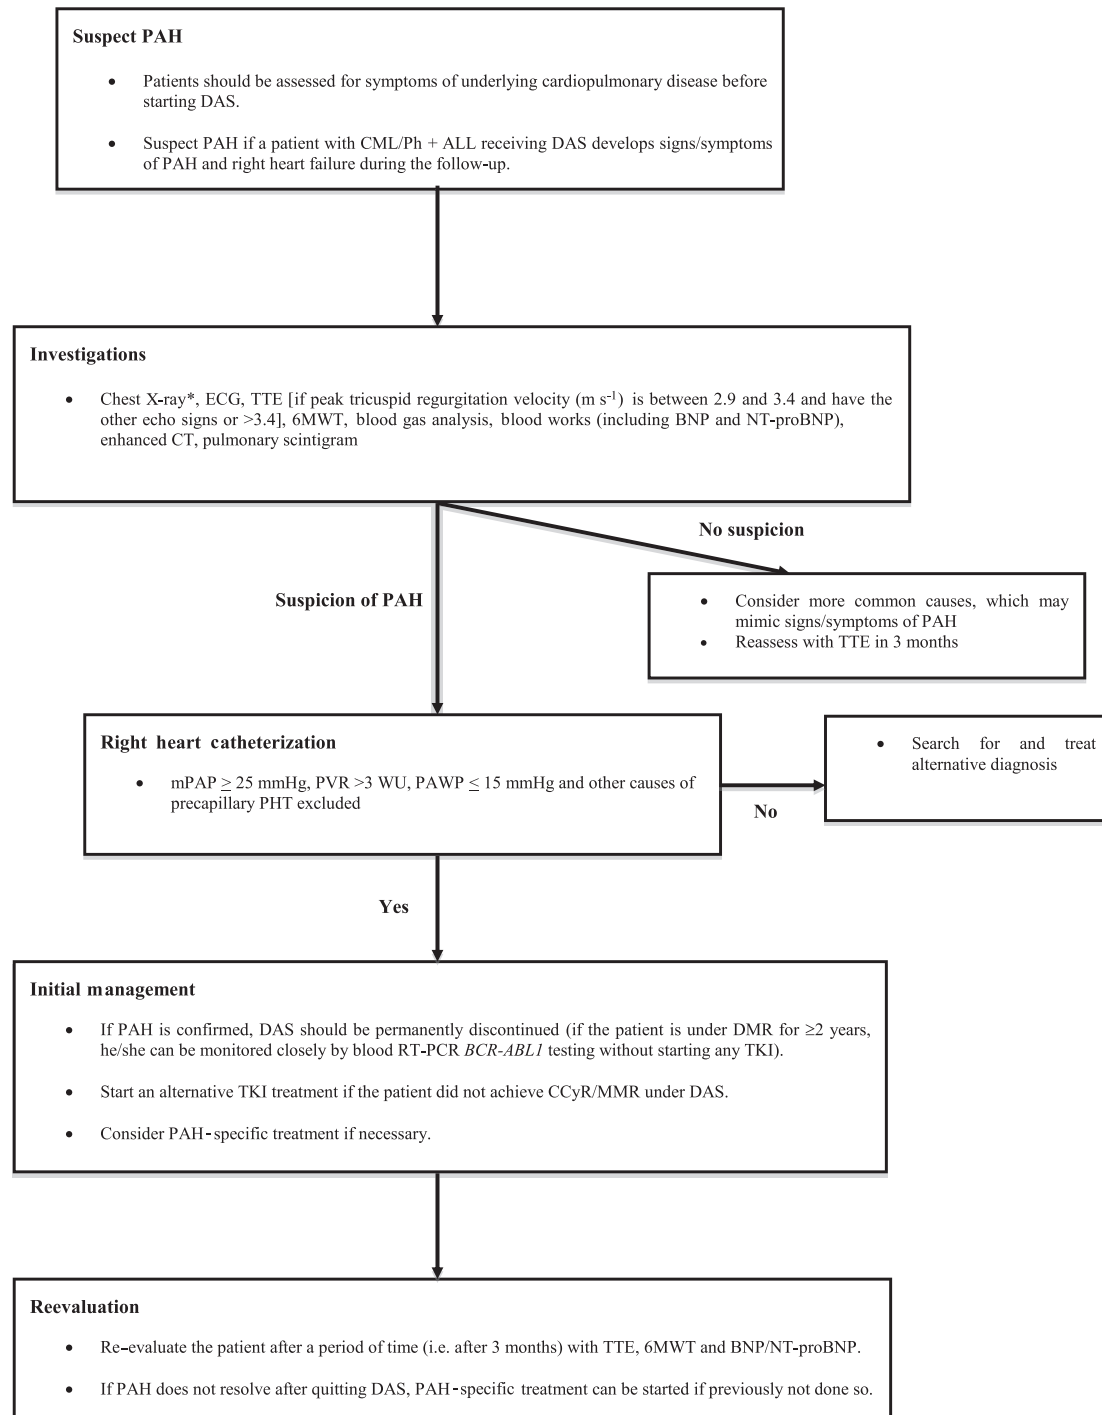 Suspect PAH
• Patients should be assessed for symptoms of underlying cardiopulmonary disease before
starting DAS.
• Suspect PAH if a patient with CML/Ph + ALL receiving DAS develops signs/symptoms
of PAH and right heart failure during the follow-up.
Investigations
• Chest X-ray*, ECG, TTE [if peak tricuspid regurgitation velocity (m s⁻¹) is between 2.9 and 3.4 and have the
other echo signs or >3.4], 6MWT, blood gas analysis, blood works (including BNP and NT-proBNP),
enhanced CT, pulmonary scintigram
No suspicion
Suspicion of PAH
• Consider more common causes, which may
mimic signs/symptoms of PAH
• Reassess with TTE in 3 months
Right heart catheterization
• mPAP ≥ 25 mmHg, PVR >3 WU, PAWP ≤ 15 mmHg and other causes of
precapillary PHT excluded
• Search for and treat
alternative diagnosis
No
Yes
Initial management
• If PAH is confirmed, DAS should be permanently discontinued (if the patient is under DMR for ≥2 years,
he/she can be monitored closely by blood RT-PCR BCR-ABL1 testing without starting any TKI).
• Start an alternative TKI treatment if the patient did not achieve CCyR/MMR under DAS.
• Consider PAH-specific treatment if necessary.
Reevaluation
• Re-evaluate the patient after a period of time (i.e. after 3 months) with TTE, 6MWT and BNP/NT-proBNP.
• If PAH does not resolve after quitting DAS, PAH-specific treatment can be started if previously not done so.